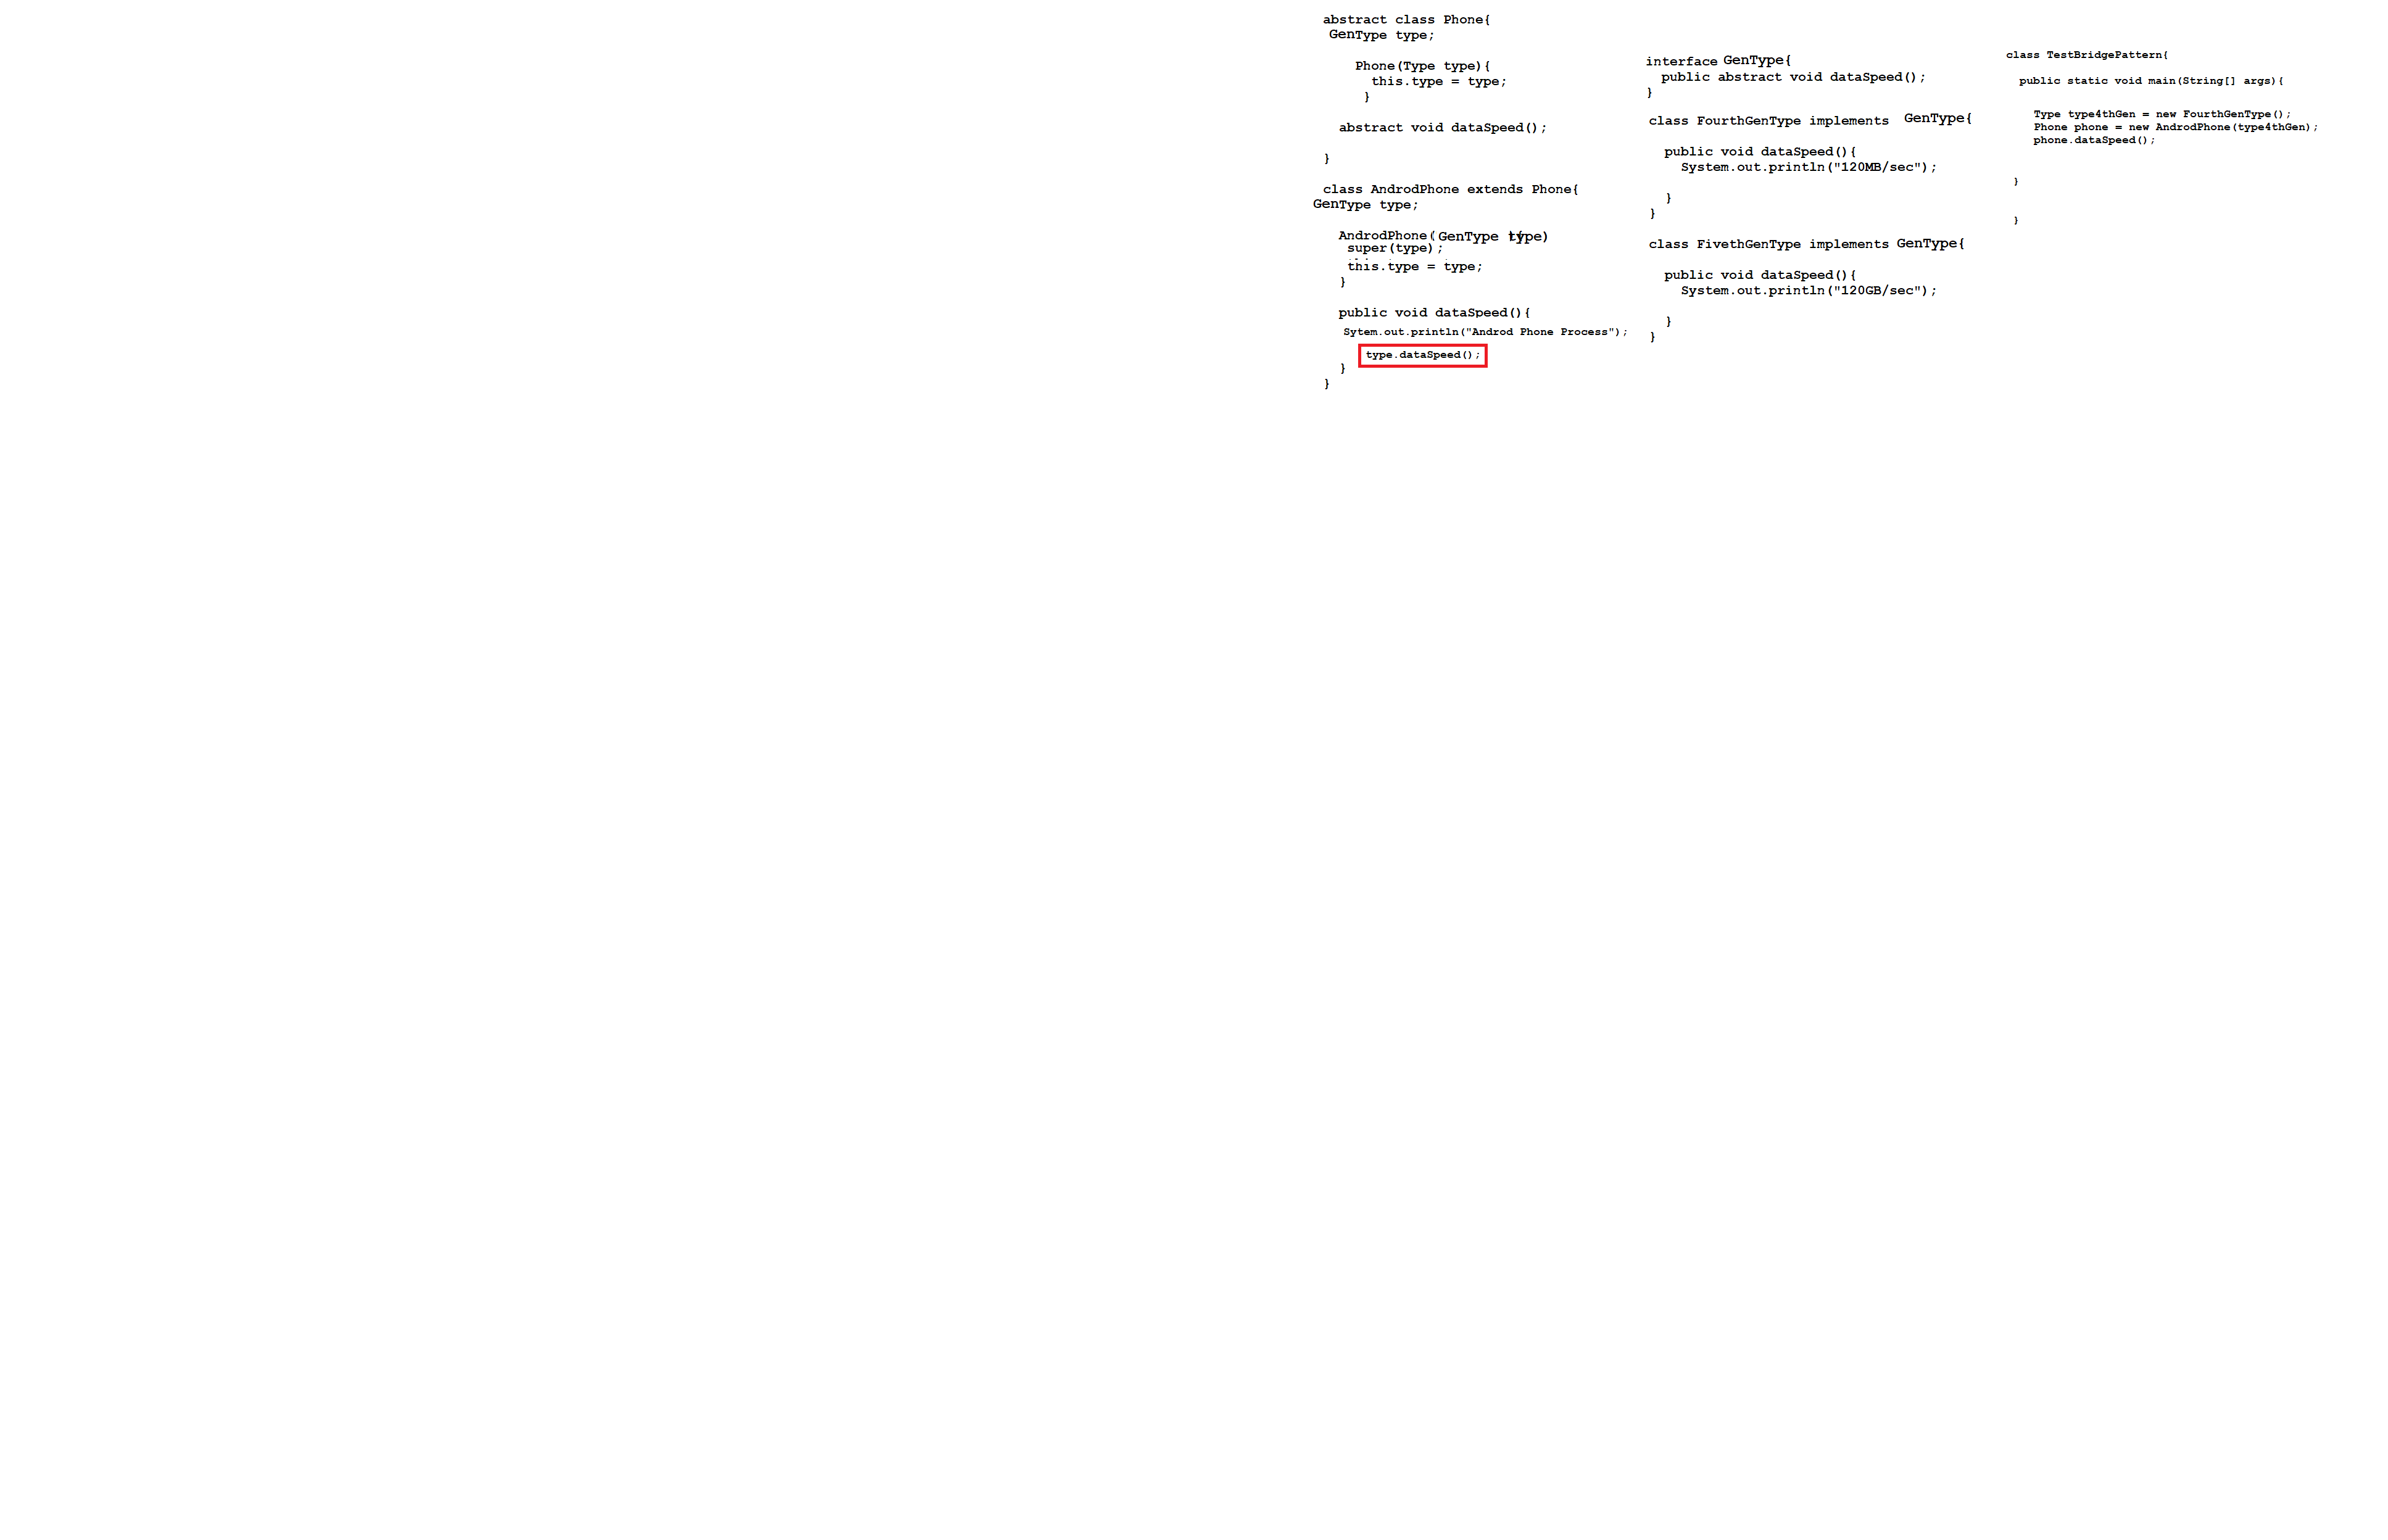 abstract class Phone{
GenType type;
Phone(Type type){
this.type = type;
}
abstract void dataSpeed();
}
class AndrodPhone extends Phone{
GenType type;
AndrodPhone( GenType type)
super(type);
this.type = type;
}
public void dataSpeed(){
Sytem.out.println("Androd Phone Process");
type.dataSpeed();
}
}
interface GenType{
public abstract void dataSpeed();
}
class FourthGenType implements GenType{
public void dataSpeed(){
System.out.println("120MB/sec");
}
}
class FivethGenType implements GenType{
public void dataSpeed(){
System.out.println("120GB/sec");
}
}
class TestBridgePattern{
public static void main(String[] args){
Type type4thGen = new FourthGenType();
Phone phone = new AndrodPhone(type4thGen);
phone.dataSpeed();
}
}